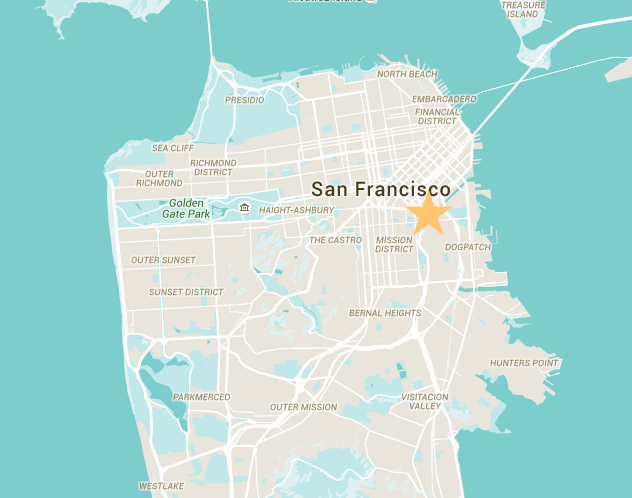 TREASURE
ISLAND
NORTH BEACH
PRESIDIO
EMBARCADERO
FINANCIAL
DISTRICT
SEA CLIFF
RICHMOND
DISTRICT
OUTER
RICHMOND
San Francisco
Golden
Gate Park
HAIGHT-ASHBURY
THE CASTRO
MISSION
DISTRICT
DOGPATCH
OUTER SUNSET
SUNSET DISTRICT
BERNAL HEIGHTS
HUNTERS POINT
PARKMERCED
OUTER MISSION
VISITACION
VALLEY
WESTLAKE